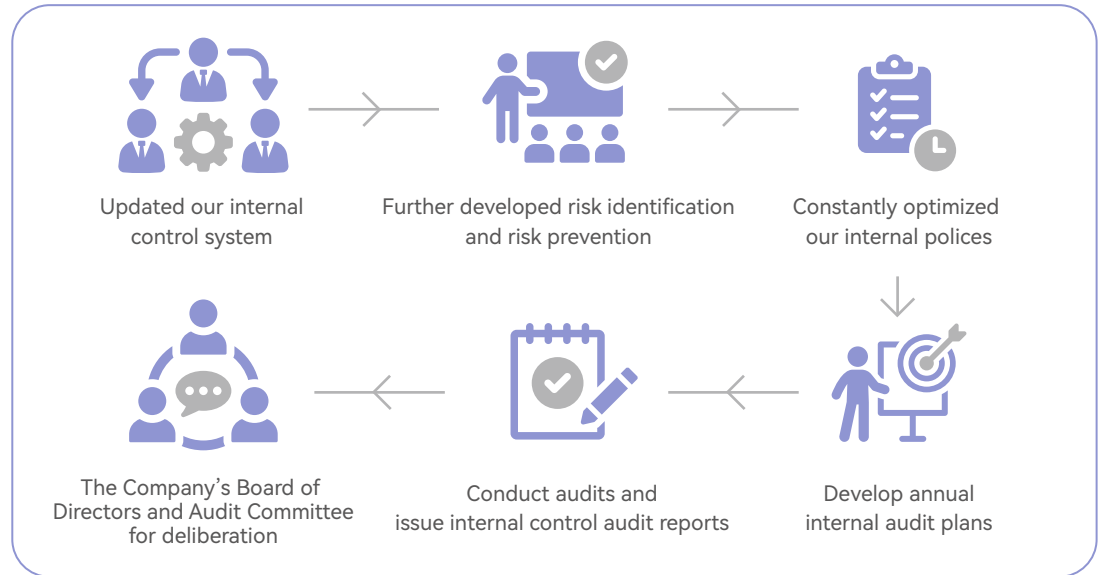 Updated our internal
control system
Further developed risk identification
and risk prevention
Constantly optimized
our internal polices
Develop annual
internal audit plans
Conduct audits and
issue internal control audit reports
The Company’s Board of
Directors and Audit Committee
for deliberation